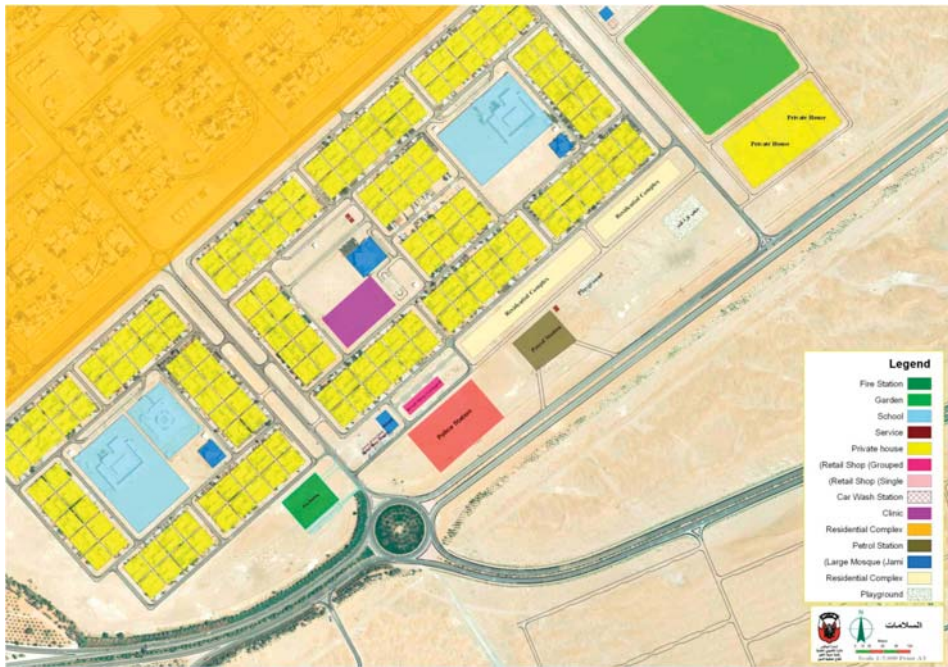 Private House
Private House
Residential Complex
Residential Complex
Playground
Petrol Station
Police Station
Legend
Fire Station
Garden
School
Service
Private house
(Retail Shop (Grouped
(Retail Shop (Single
Car Wash Station
Clinic
Residential Complex
Petrol Station
(Large Mosque (Jami
Residential Complex
Playground
السلامات